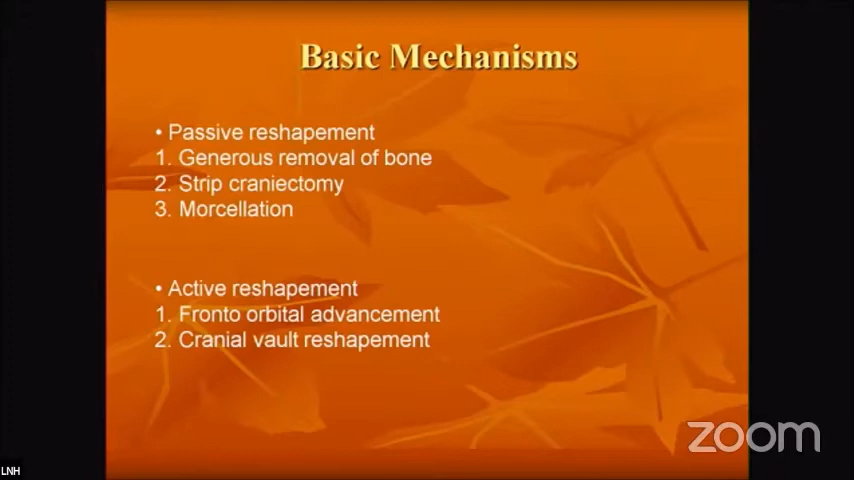 Basic Mechanisms
• Passive reshapement
1. Generous removal of bone
2. Strip craniectomy
3. Morcellation
• Active reshapement
1. Fronto orbital advancement
2. Cranial vault reshapement
zoom
LNH